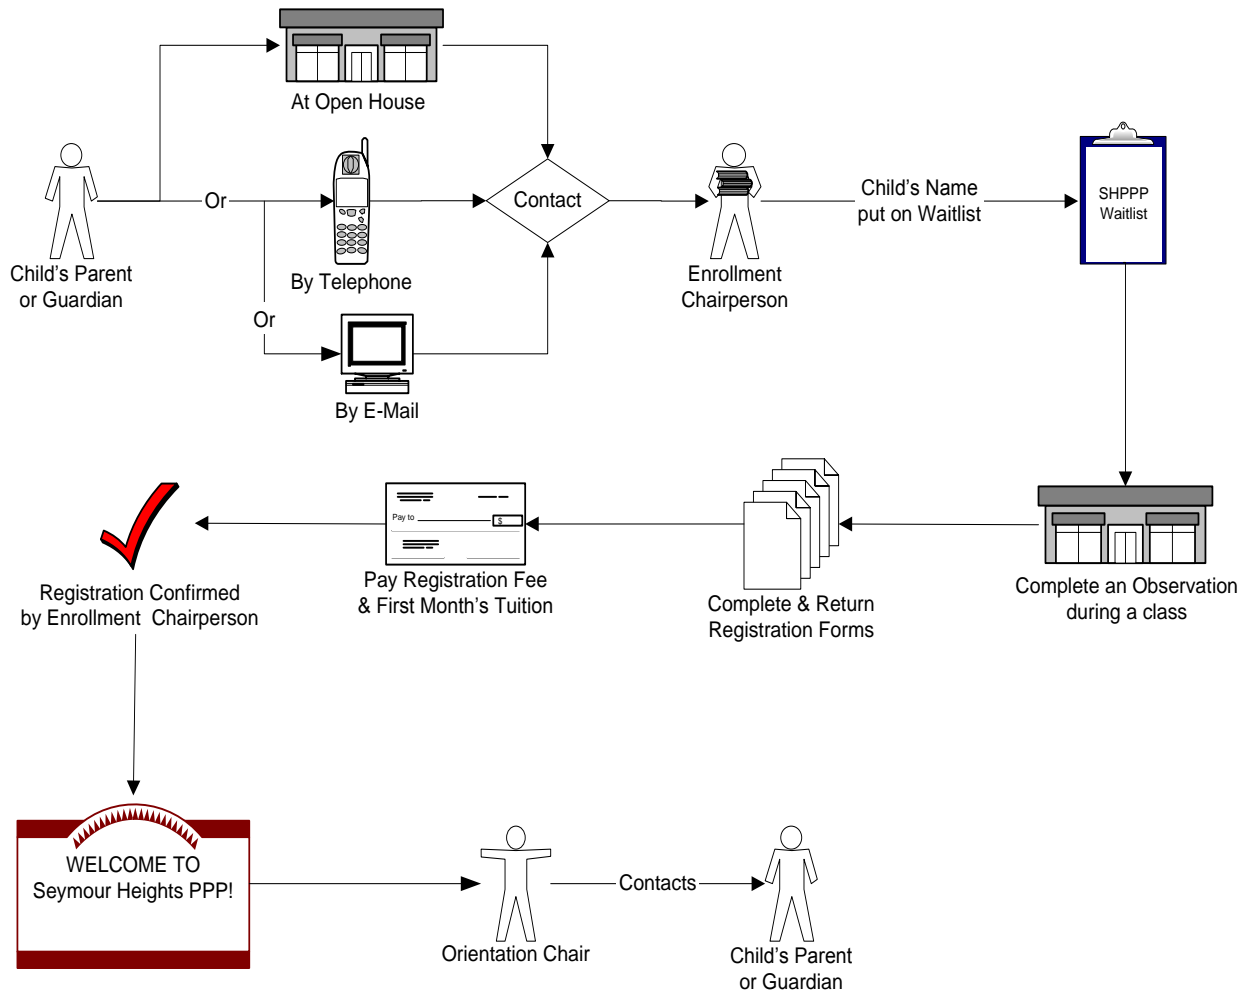 At Open House
Or
Contact
Child's Name
put on Waitlist
SHPPP
Waitlist
Child's Parent
or Guardian
By Telephone
Enrollment
Chairperson
Or
By E-Mail
Pay to
$
Registration Confirmed
by Enrollment  Chairperson
Pay Registration Fee
& First Month's Tuition
Complete & Return
Registration Forms
Complete an Observation
during a class
WELCOME TO
Seymour Heights PPP!
Contacts
Orientation Chair
Child's Parent
or Guardian